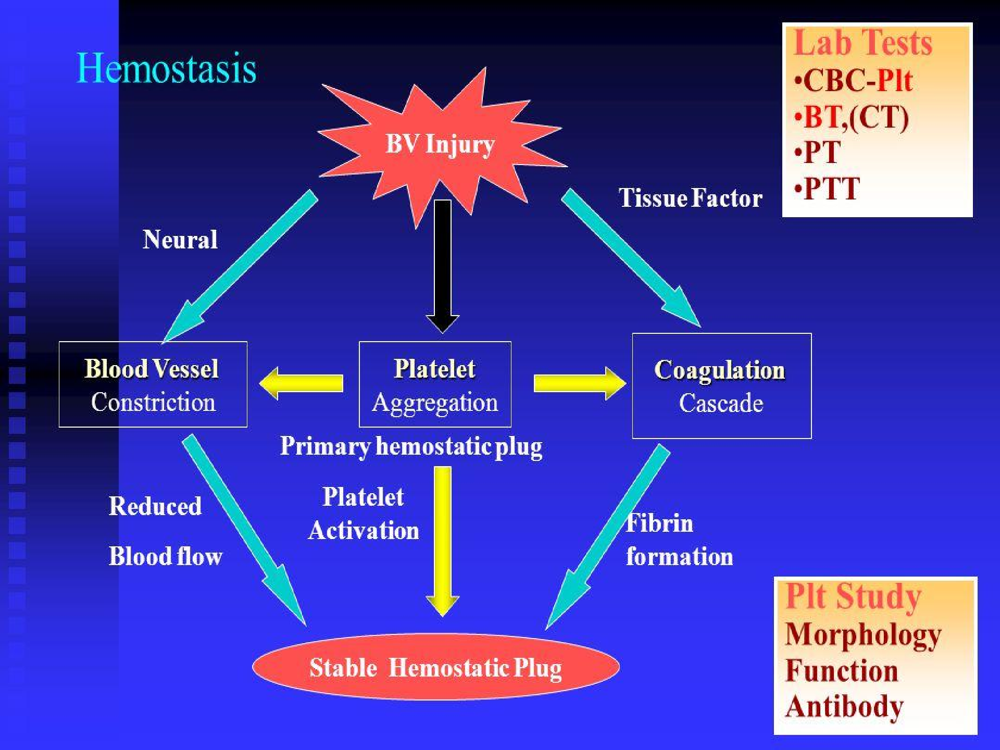 Hemostasis
Lab Tests
•CBC-Plt
•BT,(CT)
•PT
•PTT
BV Injury
Tissue Factor
Neural
Blood Vessel
Constriction
Platelet
Aggregation
Coagulation
Cascade
Primary hemostatic plug
Reduced
Blood flow
Platelet
Activation
Fibrin
formation
Stable Hemostatic Plug
Plt Study
Morphology
Function
Antibody